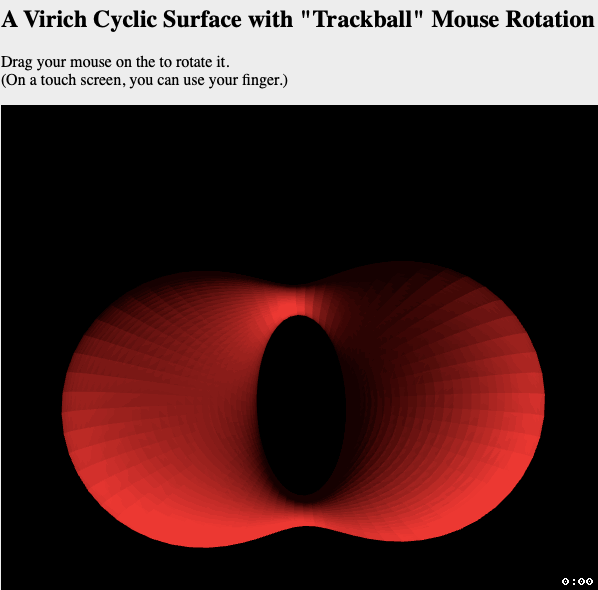 A Virich Cyclic Surface with "Trackball" Mouse Rotation
Drag your mouse on the to rotate it.
(On a touch screen, you can use your finger.)
0:00